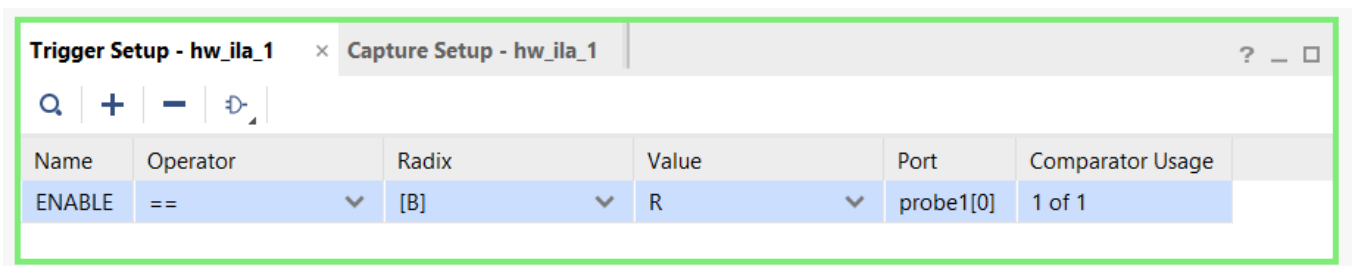 Trigger Setup - hw_ila_1 × Capture Setup - hw_ila_1 ?
Name Operator Radix Value Port Comparator Usage
ENABLE == [B] R probe1[0] 1 of 1